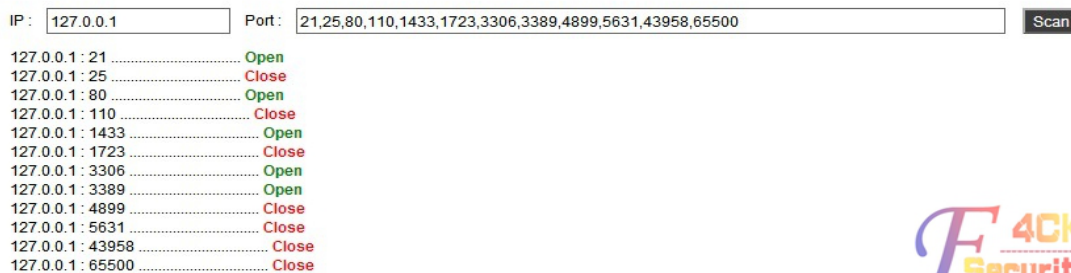 IP : 127.0.0.1 Port : 21,25,80,110,1433,1723,3306,3389,4899,5631,43958,65500 Scan
127.0.0.1 : 21 ................................ Open
127.0.0.1 : 25 ................................ Close
127.0.0.1 : 80 ................................ Open
127.0.0.1 : 110 ................................ Close
127.0.0.1 : 1433 ................................ Open
127.0.0.1 : 1723 ................................ Close
127.0.0.1 : 3306 ................................ Open
127.0.0.1 : 3389 ................................ Open
127.0.0.1 : 4899 ................................ Close
127.0.0.1 : 5631 ................................ Close
127.0.0.1 : 43958 ................................ Close
127.0.0.1 : 65500 ................................ Close